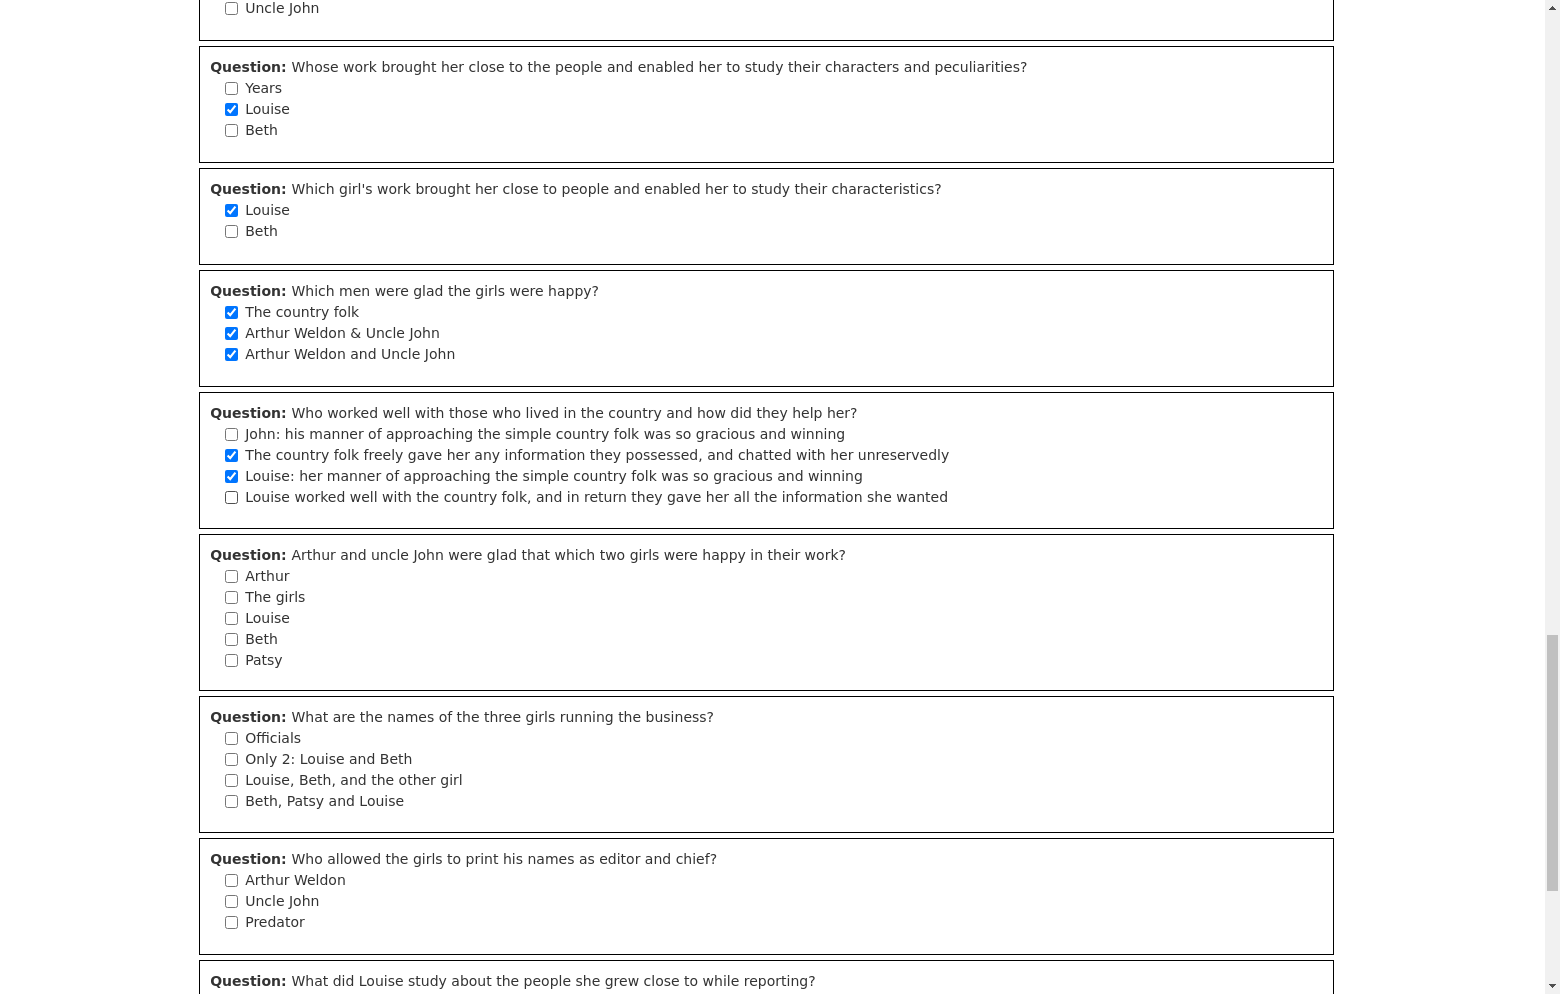 Uncle John
Question: Whose work brought her close to the people and enabled her to study their characters and peculiarities?
Years
Louise
Beth
Question: Which girl's work brought her close to people and enabled her to study their characteristics?
Louise
Beth
Question: Which men were glad the girls were happy?
The country folk
Arthur Weldon & Uncle John
Arthur Weldon and Uncle John
Question: Who worked well with those who lived in the country and how did they help her?
John: his manner of approaching the simple country folk was so gracious and winning
The country folk freely gave her any information they possessed, and chatted with her unreservedly
Louise: her manner of approaching the simple country folk was so gracious and winning
Louise worked well with the country folk, and in return they gave her all the information she wanted
Question: Arthur and uncle John were glad that which two girls were happy in their work?
Arthur
The girls
Louise
Beth
Patsy
Question: What are the names of the three girls running the business?
Officials
Only 2: Louise and Beth
Louise, Beth, and the other girl
Beth, Patsy and Louise
Question: Who allowed the girls to print his names as editor and chief?
Arthur Weldon
Uncle John
Predator
Question: What did Louise study about the people she grew close to while reporting?